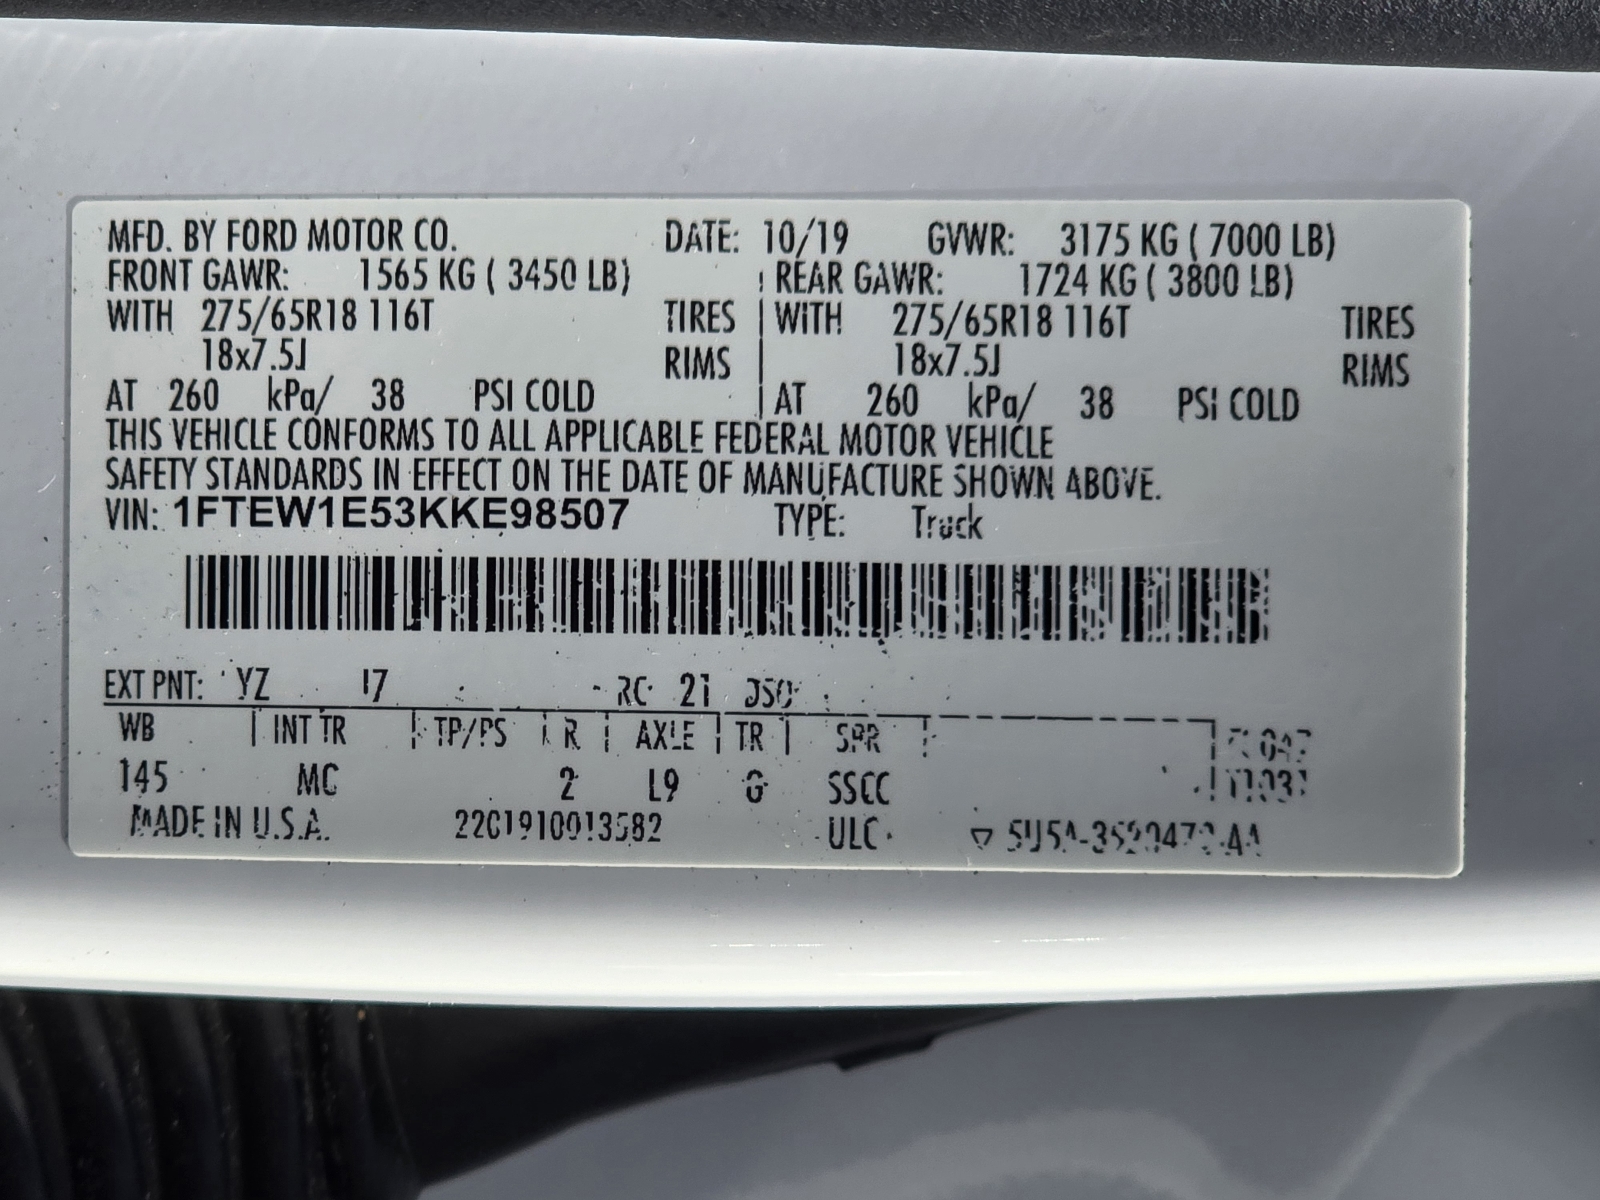 MFD. BY FORD MOTOR CO. DATE: 10/19 GVWR: 3175 KG ( 7000 LB)
FRONT GAWR: 1565 KG ( 3450 LB) REAR GAWR: 1724 KG ( 3800 LB)
WITH 275/65R18 116T TIRES WITH 275/65R18 116T TIRES
18x7.5J RIMS 18x7.5J RIMS
AT 260 kPa/ 38 PSI COLD AT 260 kPa/ 38 PSI COLD
THIS VEHICLE CONFORMS TO ALL APPLICABLE FEDERAL MOTOR VEHICLE
SAFETY STANDARDS IN EFFECT ON THE DATE OF MANUFACTURE SHOWN ABOVE.
VIN: 1FTEW1E53KKE98507 TYPE: Truck
EXT PNT: YZ RC: 21 DSO:
WB INT TR TP/PS R AXLE TR SPR
145 MC 2 L9 G SSCC
MADE IN U.S.A. ULC